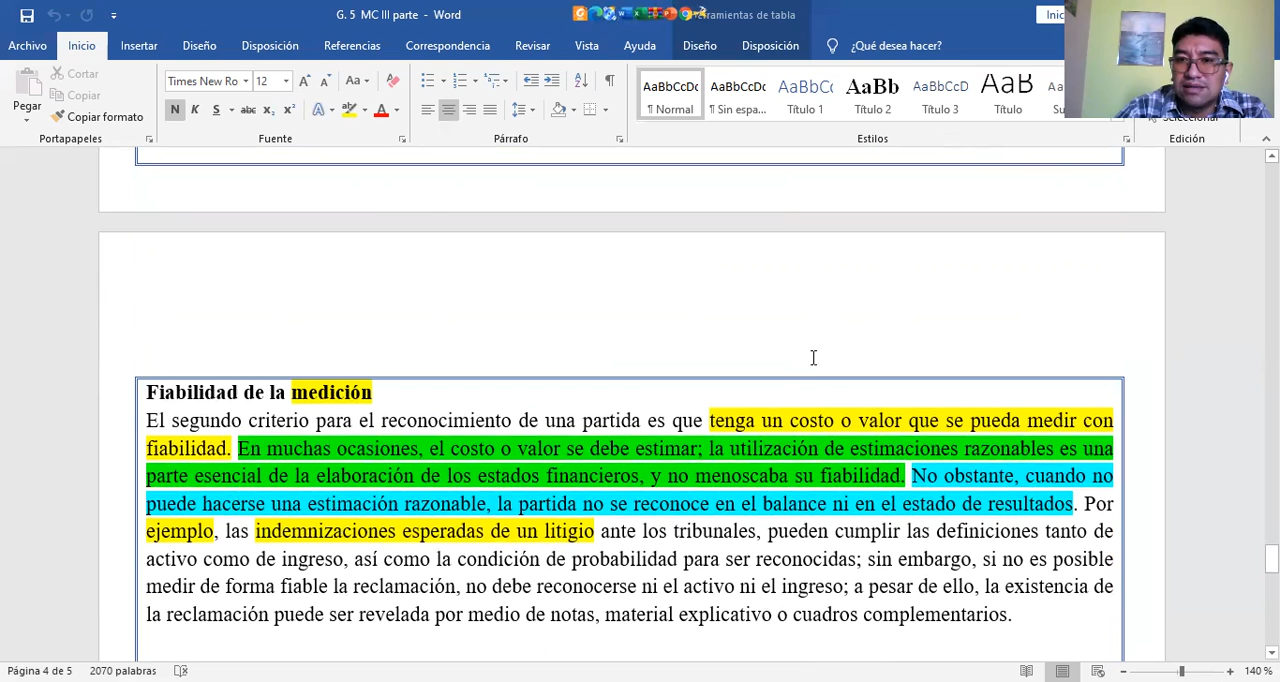 G. 5 MC III parte - Word
rramientas de tabla
Inic
Archivo Inicio Insertar Diseño Disposición Referencias Correspondencia Revisar Vista Ayuda Diseño Disposición ¿Qué desea hacer?
Pegar
Cortar
Copiar
Copiar formato
Portapapeles
Times New Ro 12 Aa
N K S abc x₂ x² A A
Fuente
Párrafo
AaBbCcDc AaBbCcDc AaBbCc AaBb AaBbCcD AaB Aa
¶ Normal ¶ Sin espa... Título 1 Título 2 Título 3 Título Su
Estilos
Seleccionar
Edición
Fiabilidad de la medición
El segundo criterio para el reconocimiento de una partida es que tenga un costo o valor que se pueda medir con
fiabilidad. En muchas ocasiones, el costo o valor se debe estimar; la utilización de estimaciones razonables es una
parte esencial de la elaboración de los estados financieros, y no menoscaba su fiabilidad. No obstante, cuando no
puede hacerse una estimación razonable, la partida no se reconoce en el balance ni en el estado de resultados. Por
ejemplo, las indemnizaciones esperadas de un litigio ante los tribunales, pueden cumplir las definiciones tanto de
activo como de ingreso, así como la condición de probabilidad para ser reconocidas; sin embargo, si no es posible
medir de forma fiable la reclamación, no debe reconocerse ni el activo ni el ingreso; a pesar de ello, la existencia de
la reclamación puede ser revelada por medio de notas, material explicativo o cuadros complementarios.
Página 4 de 5 2070 palabras
140 %